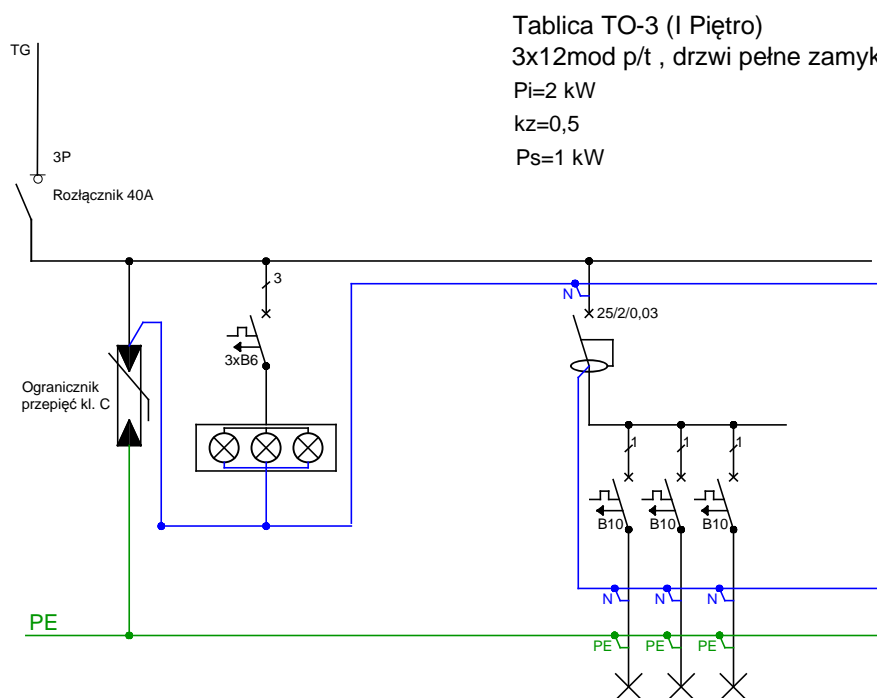 Tablica TO-3 (I Piętro)
3x12mod p/t , drzwi pełne zamyk
Pi=2 kW
kz=0,5
Ps=1 kW
TG
3P
Rozłącznik 40A
3
N
25/2/0,03
3xB6
Ogranicznik
przepięć kl. C
1
1
1
B10
B10
B10
N
N
N
PE
PE
PE
PE